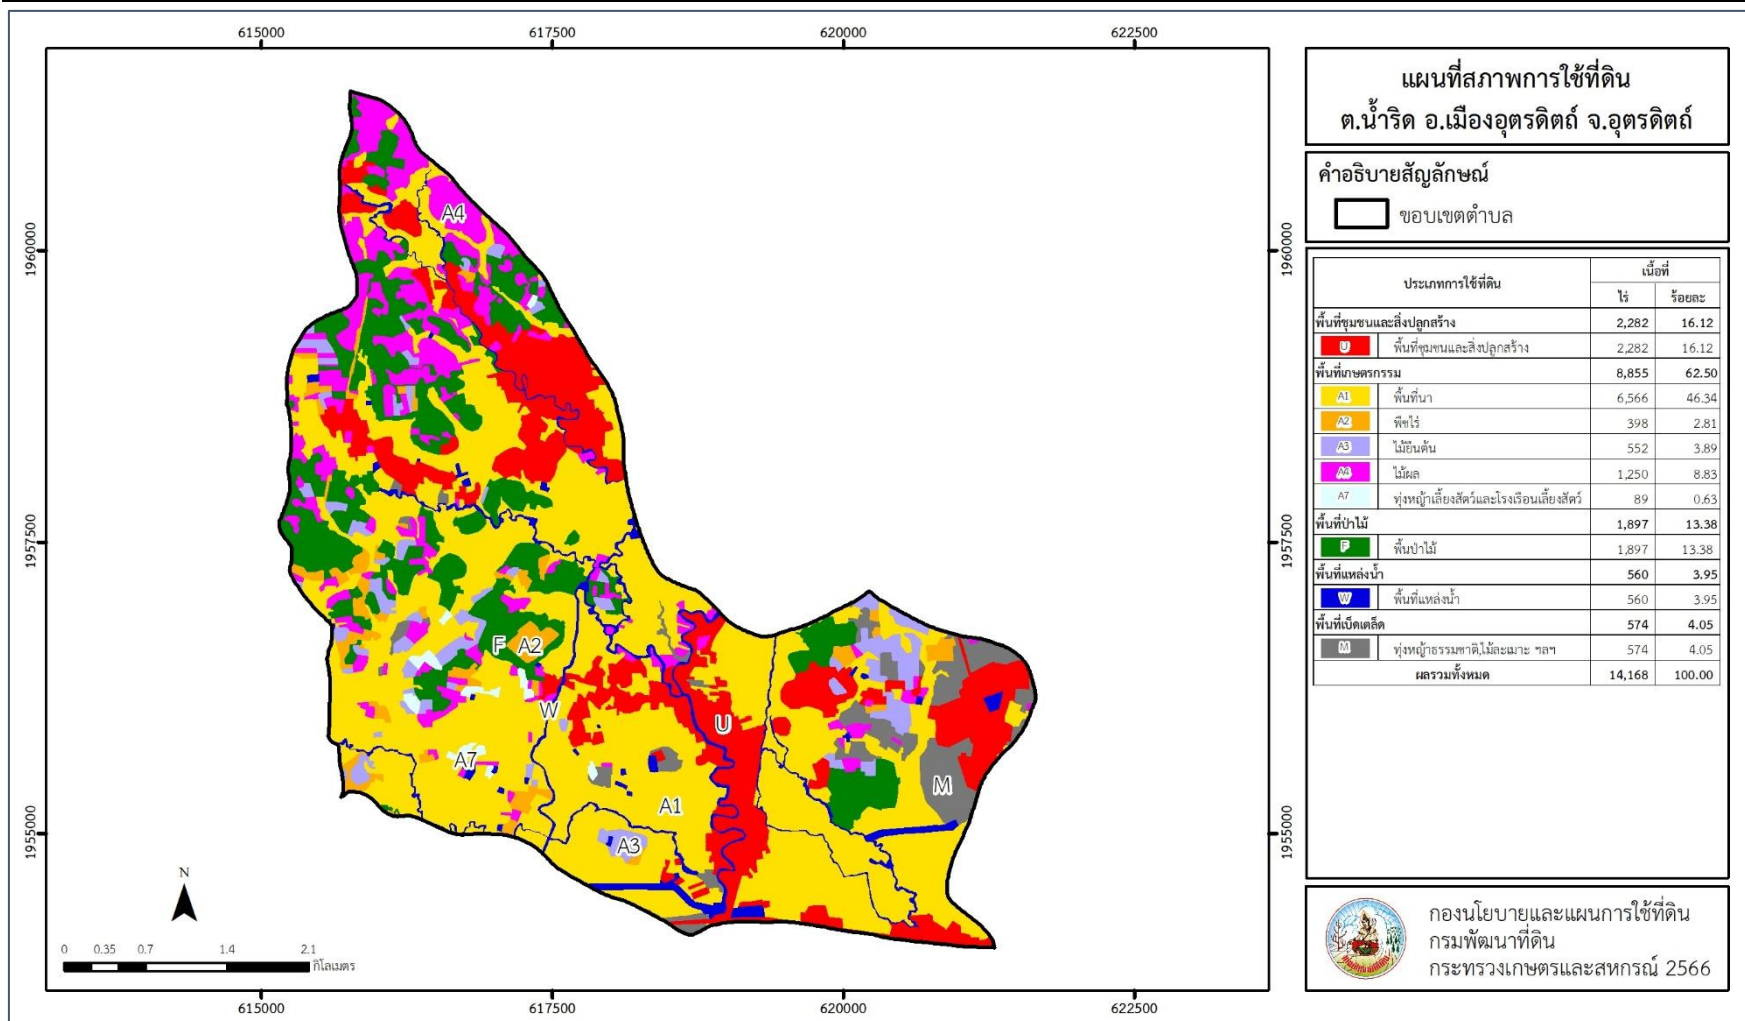 615000 617500 620000 622500
แผนที่สภาพการใช้ที่ดิน
ต.น้ำริด อ.เมืองอุตรดิตถ์ จ.อุตรดิตถ์
คำอธิบายสัญลักษณ์
ขอบเขตตำบล
ประเภทการใช้ที่ดิน เนื้อที่
ไร่ ร้อยละ
พื้นที่ชุมชนและสิ่งปลูกสร้าง 2,282 16.12
U พื้นที่ชุมชนและสิ่งปลูกสร้าง 2,282 16.12
พื้นที่เกษตรกรรม 8,855 62.50
A1 พื้นที่นา 6,566 46.34
A2 พืชไร่ 398 2.81
A3 ไม้ยืนต้น 552 3.89
A4 ไม้ผล 1,250 8.83
A7 ทุ่งหญ้าเลี้ยงสัตว์และโรงเรือนเลี้ยงสัตว์ 89 0.63
พื้นที่ป่าไม้ 1,897 13.38
F พื้นป่าไม้ 1,897 13.38
พื้นที่แหล่งน้ำ 560 3.95
W พื้นที่แหล่งน้ำ 560 3.95
พื้นที่เบ็ดเตล็ด 574 4.05
M ทุ่งหญ้าธรรมชาติ,ไม้ละเมาะ ฯลฯ 574 4.05
ผลรวมทั้งหมด 14,168 100.00
กองนโยบายและแผนการใช้ที่ดิน
กรมพัฒนาที่ดิน
กระทรวงเกษตรและสหกรณ์ 2566
1960000
1957500
1955000
1960000
1957500
1955000
A4
F A2
W
U
A7
M
A1
A3
N
0 0.35 0.7 1.4 2.1
กิโลเมตร
615000 617500 620000 622500